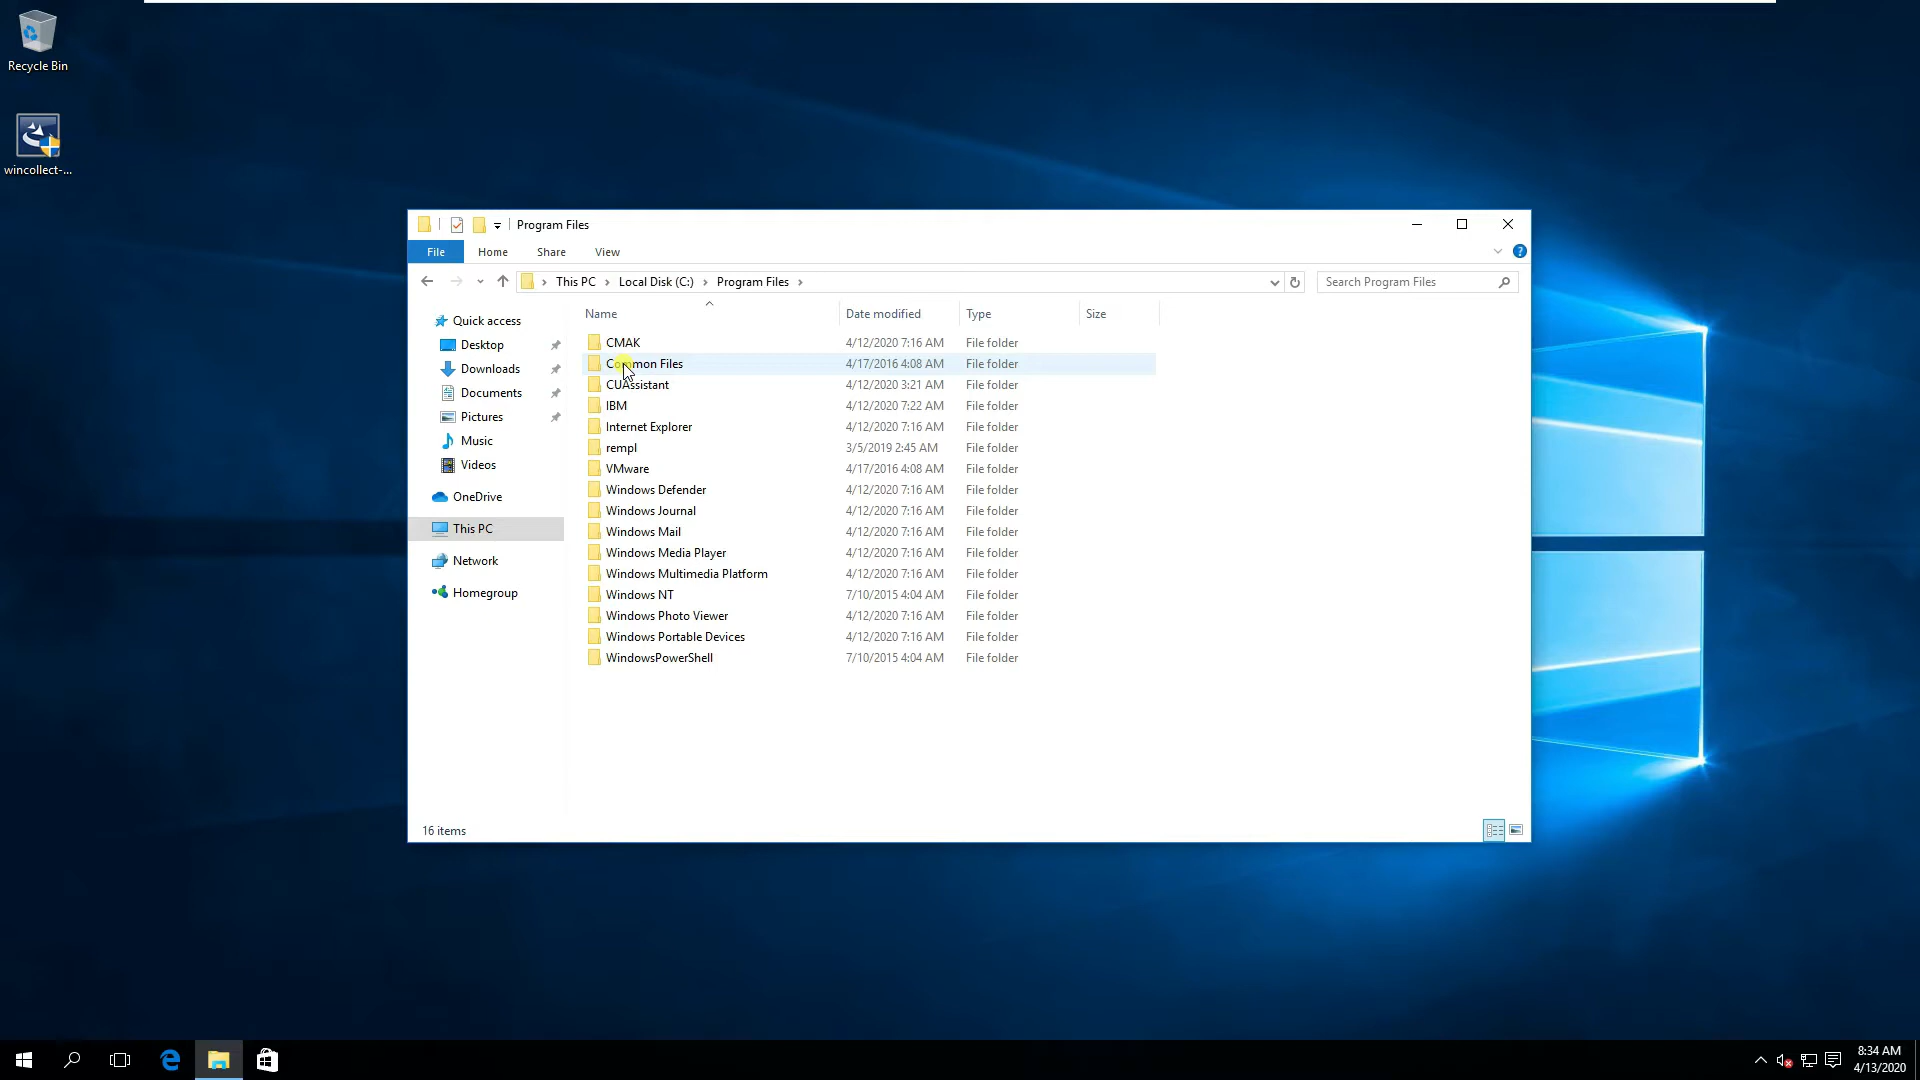 Recycle Bin
wincollect-...
Program Files
File Home Share View
This PC Local Disk (C:) Program Files
Search Program Files
Name Date modified Type Size
Quick access
Desktop
Downloads
Documents
Pictures
Music
Videos
OneDrive
This PC
Network
Homegroup
CMAK 4/12/2020 7:16 AM File folder
Common Files 4/17/2016 4:08 AM File folder
CUAssistant 4/12/2020 3:21 AM File folder
IBM 4/12/2020 7:22 AM File folder
Internet Explorer 4/12/2020 7:16 AM File folder
rempl 3/5/2019 2:45 AM File folder
VMware 4/17/2016 4:08 AM File folder
Windows Defender 4/12/2020 7:16 AM File folder
Windows Journal 4/12/2020 7:16 AM File folder
Windows Mail 4/12/2020 7:16 AM File folder
Windows Media Player 4/12/2020 7:16 AM File folder
Windows Multimedia Platform 4/12/2020 7:16 AM File folder
Windows NT 7/10/2015 4:04 AM File folder
Windows Photo Viewer 4/12/2020 7:16 AM File folder
Windows Portable Devices 4/12/2020 7:16 AM File folder
WindowsPowerShell 7/10/2015 4:04 AM File folder
16 items
8:34 AM
4/13/2020